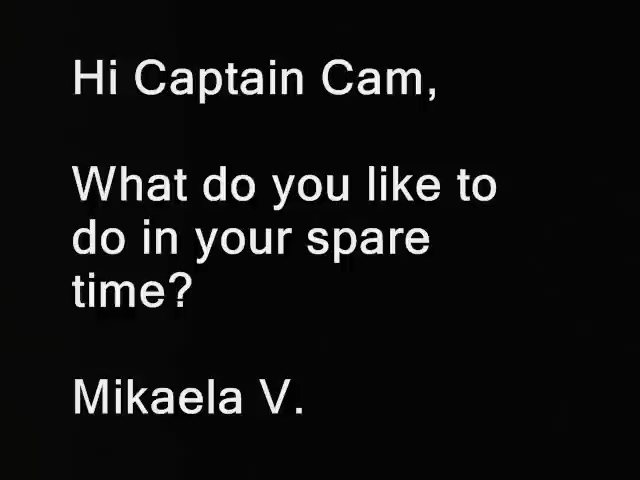 Hi Captain Cam,
What do you like to
do in your spare
time?
Mikaela V.